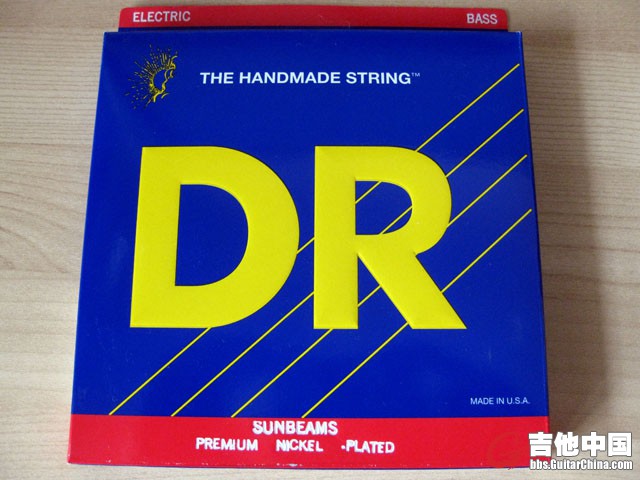 ELECTRIC BASS
THE HANDMADE STRING™
DR
MADE IN U.S.A.
SUNBEAMS
PREMIUM NICKEL -PLATED
吉他中国
bbs.GuitarChina.com